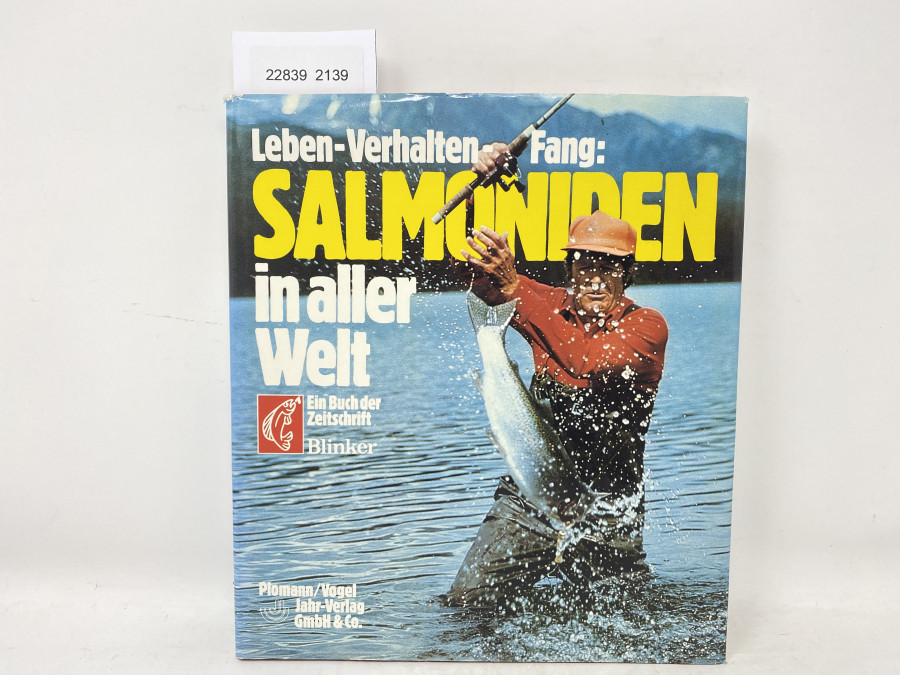 22839 2139
Leben-Verhalten-Fang:
SALMONIDEN
in aller
Welt
Ein Buch der
Zeitschrift
Blinker
Plomann/Vogel
Jahr-Verlag
GmbH & Co.